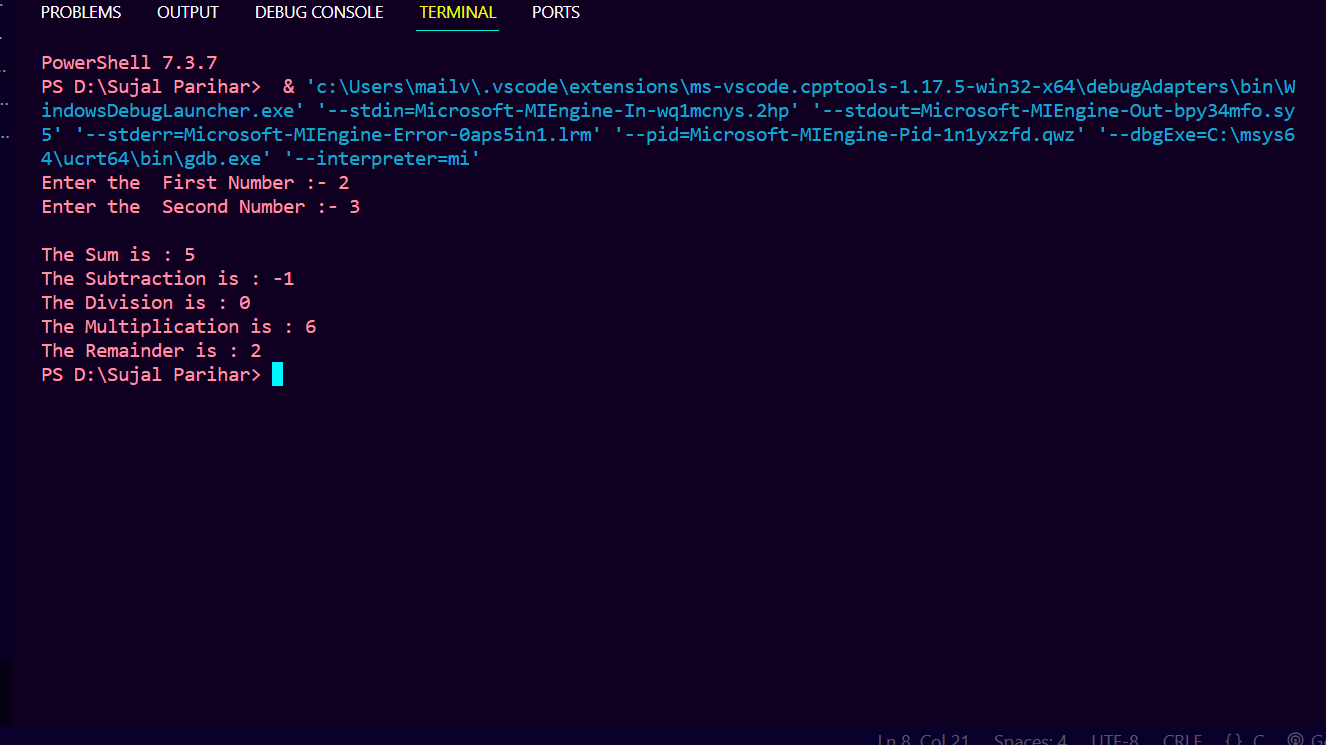 PROBLEMS OUTPUT DEBUG CONSOLE TERMINAL PORTS
PowerShell 7.3.7
PS D:\Sujal Parihar>  & 'c:\Users\mailv\.vscode\extensions\ms-vscode.cpptools-1.17.5-win32-x64\debugAdapters\bin\W
indowsDebugLauncher.exe' '--stdin=Microsoft-MIEngine-In-wq1mcnys.2hp' '--stdout=Microsoft-MIEngine-Out-bpy34mfo.sy
5' '--stderr=Microsoft-MIEngine-Error-0aps5in1.lrm' '--pid=Microsoft-MIEngine-Pid-1n1yxzfd.qwz' '--dbgExe=C:\msys6
4\ucrt64\bin\gdb.exe' '--interpreter=mi'
Enter the  First Number :- 2
Enter the  Second Number :- 3
The Sum is : 5
The Subtraction is : -1
The Division is : 0
The Multiplication is : 6
The Remainder is : 2
PS D:\Sujal Parihar>
Ln 8, Col 21 Spaces: 4 UTF-8 CRLF {} C